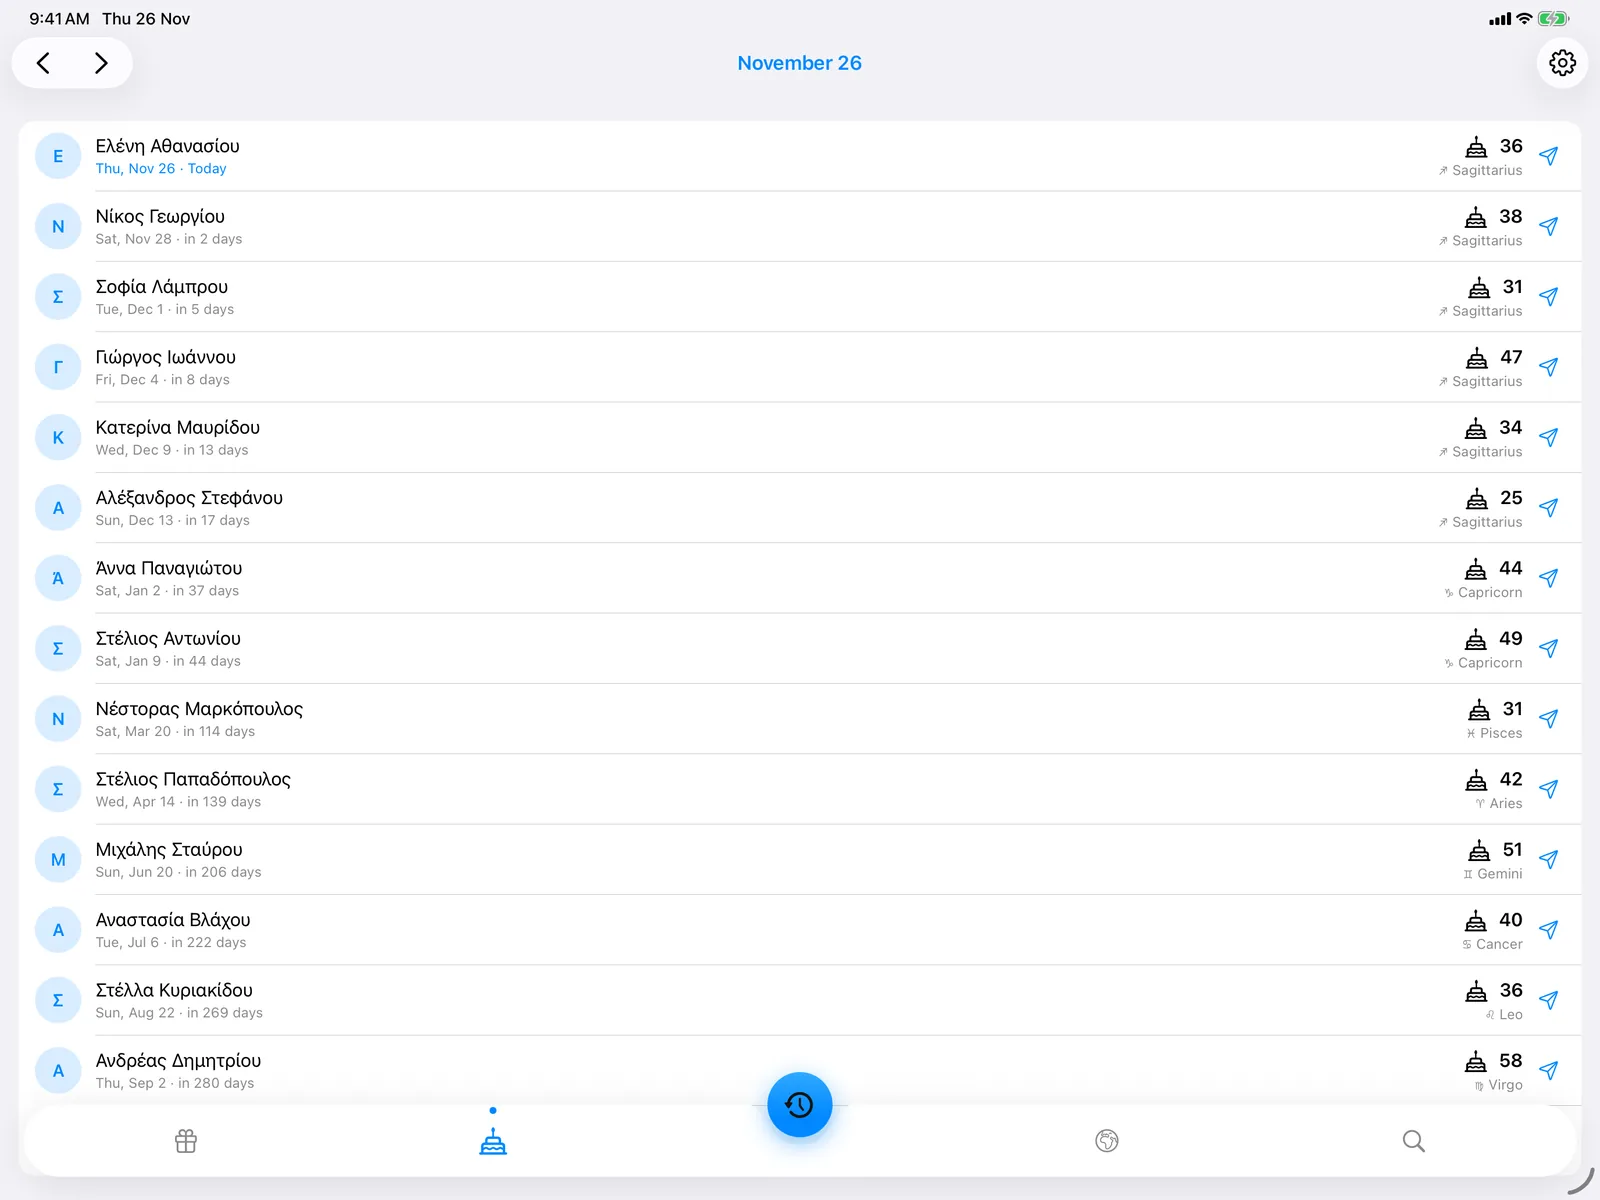 9:41 AM Thu 26 Nov
November 26
Ε Ελένη Αθανασίου 36
Thu, Nov 26 · Today ♐ Sagittarius
Ν Νίκος Γεωργίου 38
Sat, Nov 28 · in 2 days ♐ Sagittarius
Σ Σοφία Λάμπρου 31
Tue, Dec 1 · in 5 days ♐ Sagittarius
Γ Γιώργος Ιωάννου 47
Fri, Dec 4 · in 8 days ♐ Sagittarius
Κ Κατερίνα Μαυρίδου 34
Wed, Dec 9 · in 13 days ♐ Sagittarius
Α Αλέξανδρος Στεφάνου 25
Sun, Dec 13 · in 17 days ♐ Sagittarius
Ά Άννα Παναγιώτου 44
Sat, Jan 2 · in 37 days ♑ Capricorn
Σ Στέλιος Αντωνίου 49
Sat, Jan 9 · in 44 days ♑ Capricorn
Ν Νέστορας Μαρκόπουλος 31
Sat, Mar 20 · in 114 days ♓ Pisces
Σ Στέλιος Παπαδόπουλος 42
Wed, Apr 14 · in 139 days ♈ Aries
Μ Μιχάλης Σταύρου 51
Sun, Jun 20 · in 206 days ♊ Gemini
Α Αναστασία Βλάχου 40
Tue, Jul 6 · in 222 days ♋ Cancer
Σ Στέλλα Κυριακίδου 36
Sun, Aug 22 · in 269 days ♌ Leo
Α Ανδρέας Δημητρίου 58
Thu, Sep 2 · in 280 days ♍ Virgo